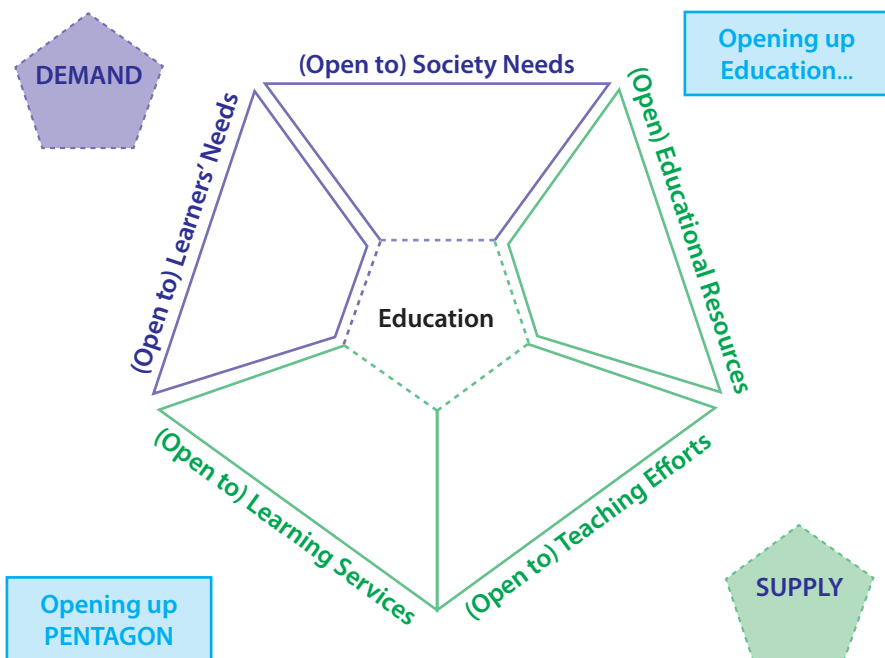 DEMAND
(Open to) Society Needs
Opening up
Education...
(Open to) Learners’ Needs
(Open) Educational Resources
Education
(Open to) Learning Services
(Open to) Teaching Efforts
Opening up
PENTAGON
SUPPLY